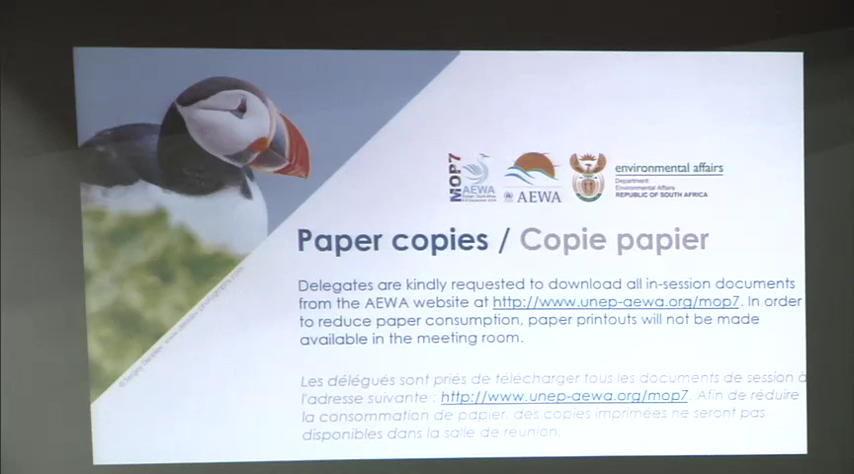 MOP7
AEWA
AEWA
environmental affairs
Department:
Environmental Affairs
REPUBLIC OF SOUTH AFRICA
Paper copies / Copie papier
Delegates are kindly requested to download all in-session documents
from the AEWA website at http://www.unep-aewa.org/mop7. In order
to reduce paper consumption, paper printouts will not be made
available in the meeting room.
Les délégués sont priés de télécharger tous les documents de session à
l'adresse suivante : http://www.unep-aewa.org/mop7. Afin de réduire
la consommation de papier, des copies imprimées ne seront pas
disponibles dans la salle de réunion.